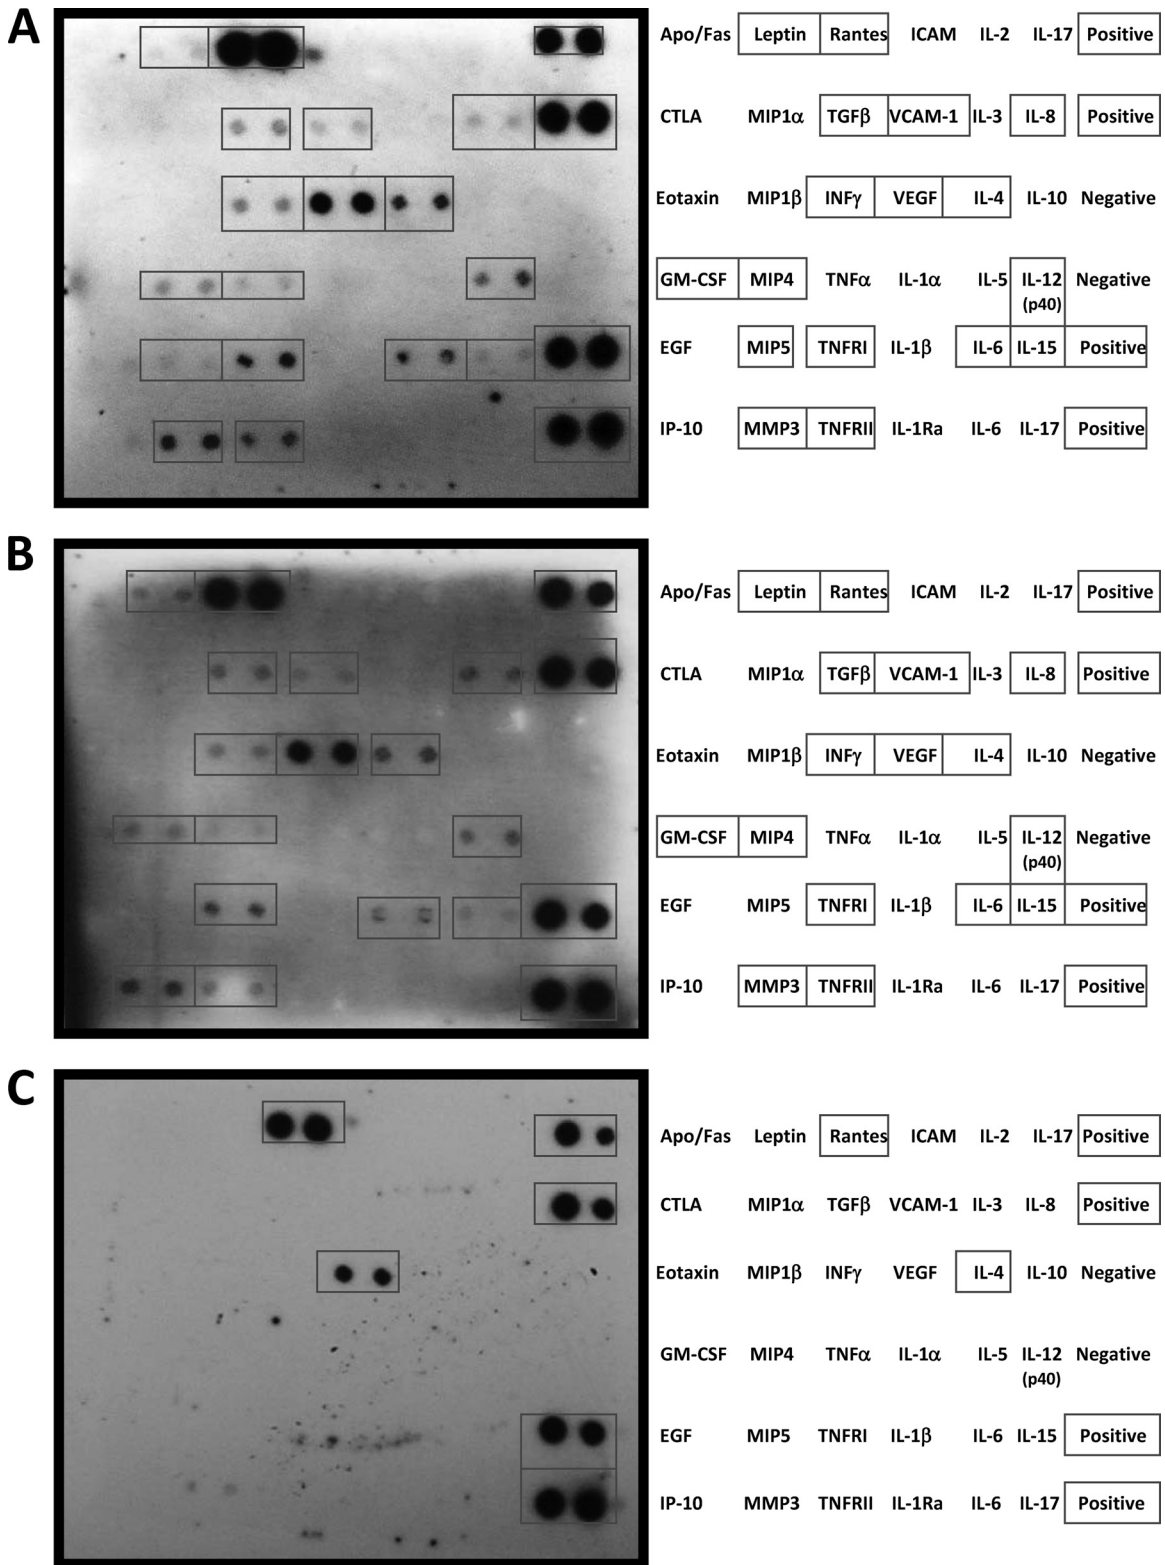 A
Apo/Fas Leptin Rantes ICAM IL-2 IL-17 Positive
CTLA MIP1α TGFβ VCAM-1 IL-3 IL-8 Positive
Eotaxin MIP1β INFγ VEGF IL-4 IL-10 Negative
GM-CSF MIP4 TNFα IL-1α IL-5 IL-12 Negative
(p40)
EGF MIP5 TNFRI IL-1β IL-6 IL-15 Positive
IP-10 MMP3 TNFRII IL-1Ra IL-6 IL-17 Positive
B
Apo/Fas Leptin Rantes ICAM IL-2 IL-17 Positive
CTLA MIP1α TGFβ VCAM-1 IL-3 IL-8 Positive
Eotaxin MIP1β INFγ VEGF IL-4 IL-10 Negative
GM-CSF MIP4 TNFα IL-1α IL-5 IL-12 Negative
(p40)
EGF MIP5 TNFRI IL-1β IL-6 IL-15 Positive
IP-10 MMP3 TNFRII IL-1Ra IL-6 IL-17 Positive
C
Apo/Fas Leptin Rantes ICAM IL-2 IL-17 Positive
CTLA MIP1α TGFβ VCAM-1 IL-3 IL-8 Positive
Eotaxin MIP1β INFγ VEGF IL-4 IL-10 Negative
GM-CSF MIP4 TNFα IL-1α IL-5 IL-12 Negative
(p40)
EGF MIP5 TNFRI IL-1β IL-6 IL-15 Positive
IP-10 MMP3 TNFRII IL-1Ra IL-6 IL-17 Positive